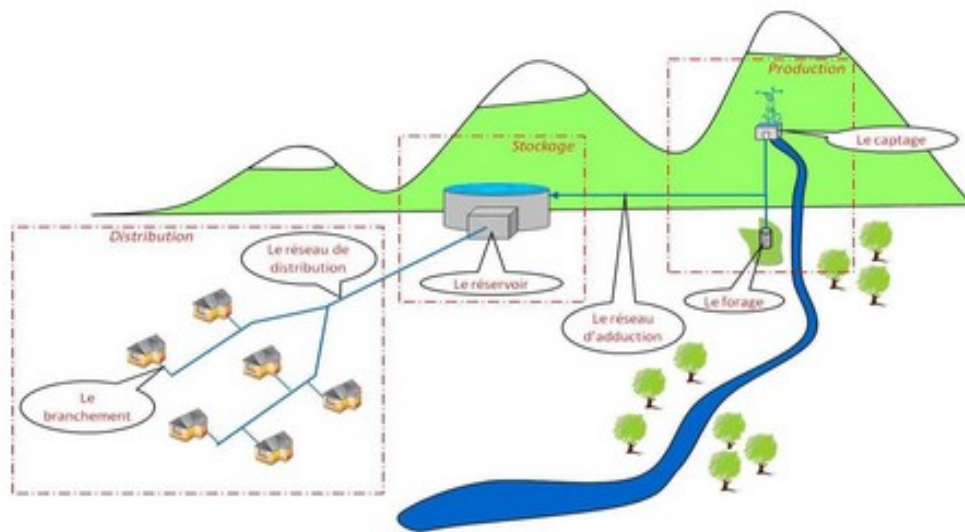 Production
Le captage
Stockage
Distribution
Le réseau de
distribution
Le réservoir
Le forage
Le réseau
d'adduction
Le
branchement